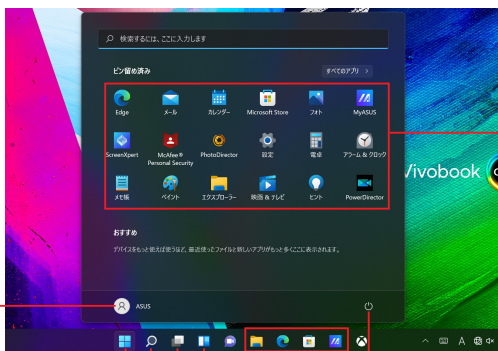 検索するには、ここに入力します
ピン留め済み
すべてのアプリ >
Edge
メール
カレンダー
Microsoft Store
フォト
MyASUS
ScreenXpert
McAfee®
Personal Security
PhotoDirector
設定
電卓
アラーム & クロック
メモ帳
ペイント
エクスプローラー
映画 & テレビ
ヒント
PowerDirector
Vivobook
おすすめ
デバイスをもっと使えば使うほど、最近使ったファイルと新しいアプリがもっと多くここに表示されます。
ASUS
A